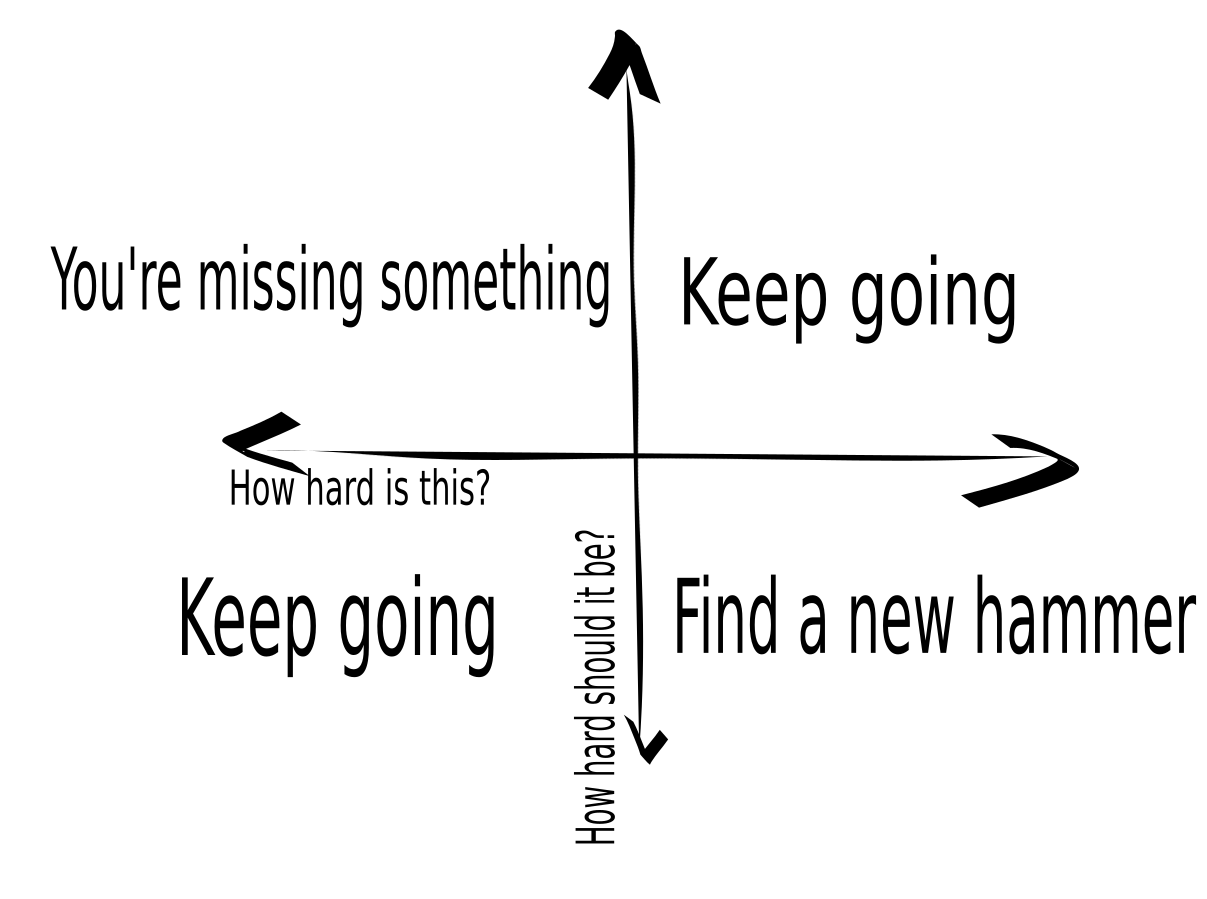 You're missing something
Keep going
How hard is this?
How hard should it be?
Keep going
Find a new hammer